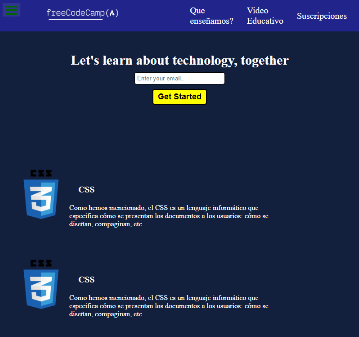 freeCodeCamp(A)
Que enseñamos?
Video Educativo
Suscripciones
Let's learn about technology, together
Enter your email...
Get Started
CSS
CSS
Como hemos mencionado, el CSS es un lenguaje informático que
especifica cómo se presentan los documentos a los usuarios: cómo se
diseñan, compaginan, etc
CSS
CSS
Como hemos mencionado, el CSS es un lenguaje informático que
especifica cómo se presentan los documentos a los usuarios: cómo se
diseñan, compaginan, etc